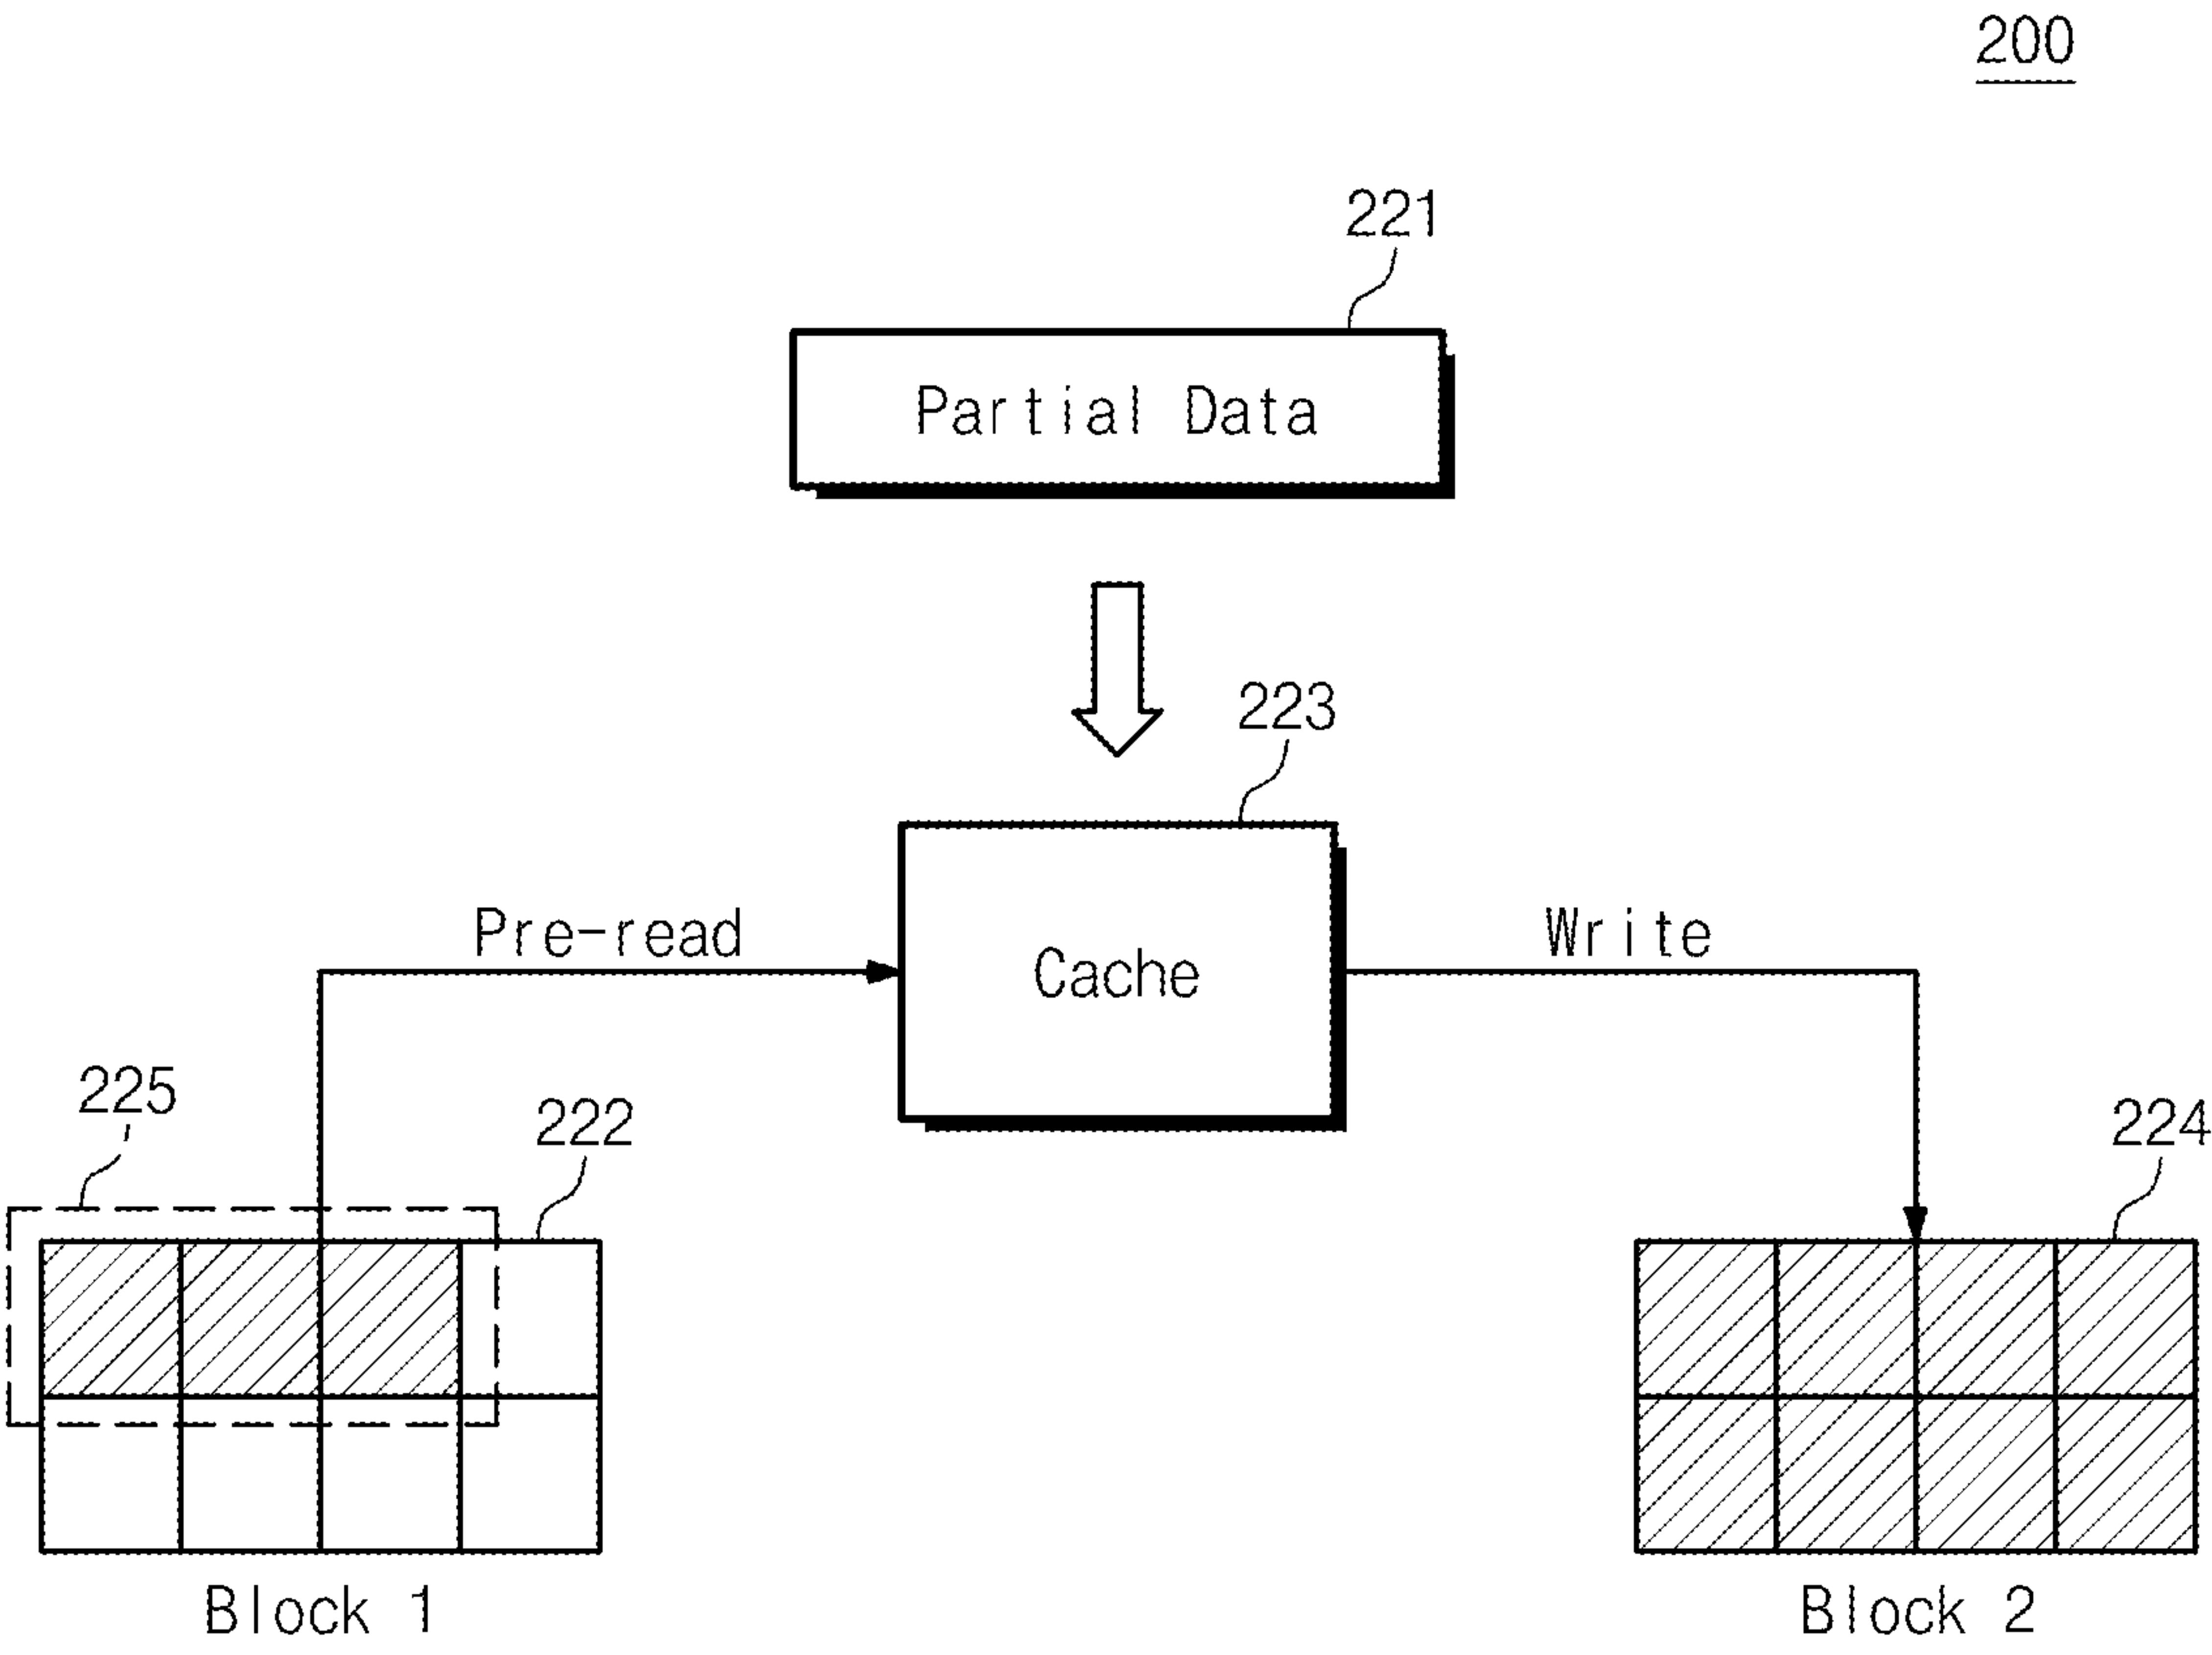 200
221
Partial Data
223
Pre-read
Cache
Write
225
222
224
Block 1
Block 2